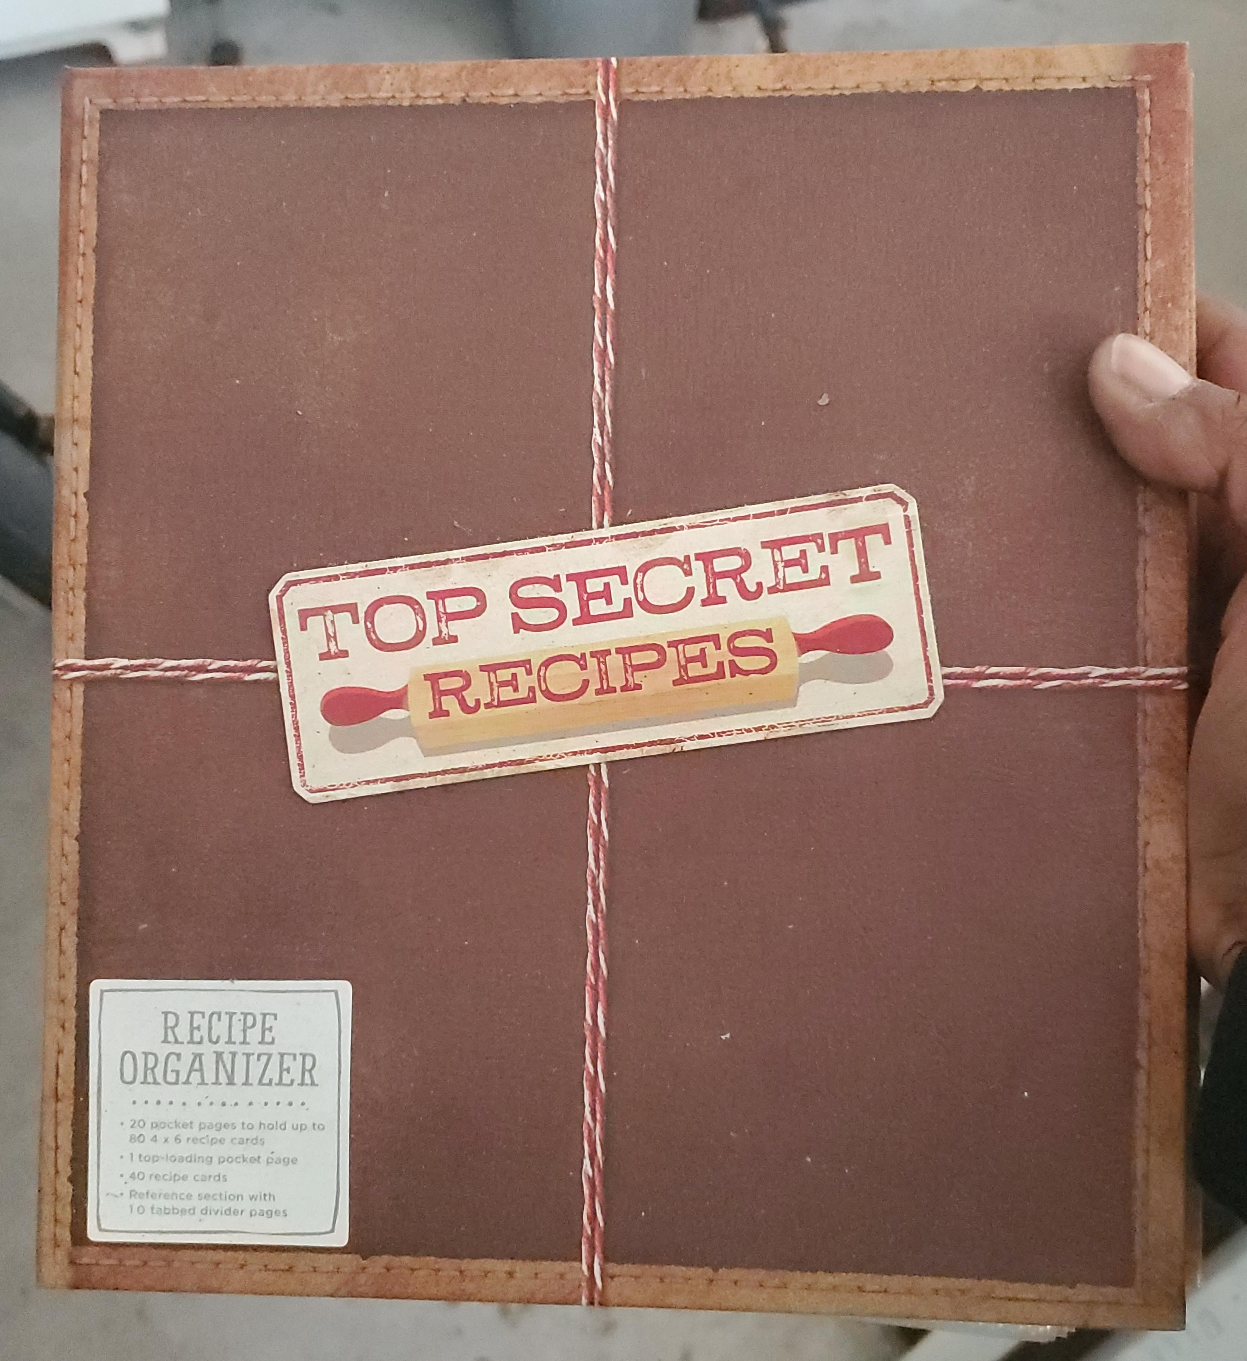 TOP SECRET
RECIPES
RECIPE
ORGANIZER
• 20 pocket pages to hold up to
80 4 x 6 recipe cards
• 1 top-loading pocket page
• 40 recipe cards
• Reference section with
10 tabbed divider pages